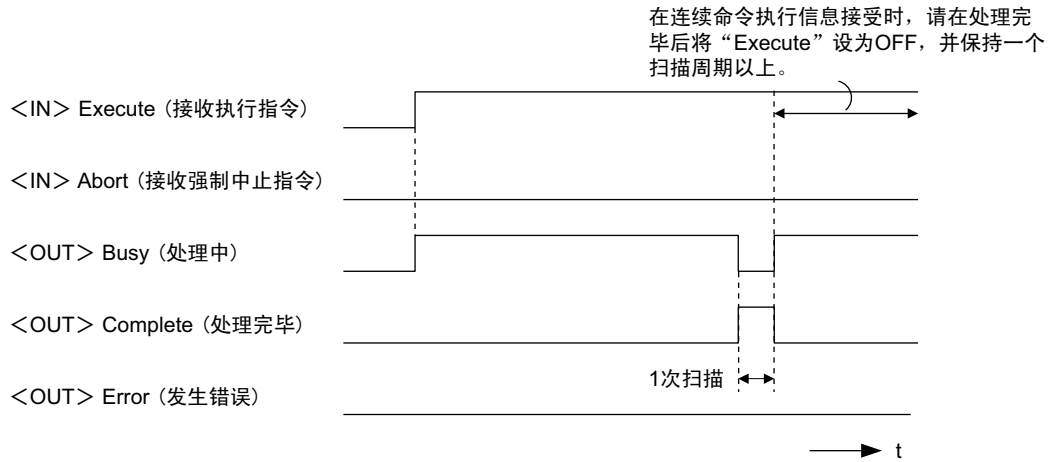 在连续命令执行信息接受时，请在处理完
毕后将“Execute”设为OFF，并保持一个
扫描周期以上。
＜IN＞ Execute（接收执行指令）
＜IN＞ Abort（接收强制中止指令）
＜OUT＞ Busy（处理中）
＜OUT＞ Complete（处理完毕）
1次扫描
＜OUT＞ Error（发生错误）
t